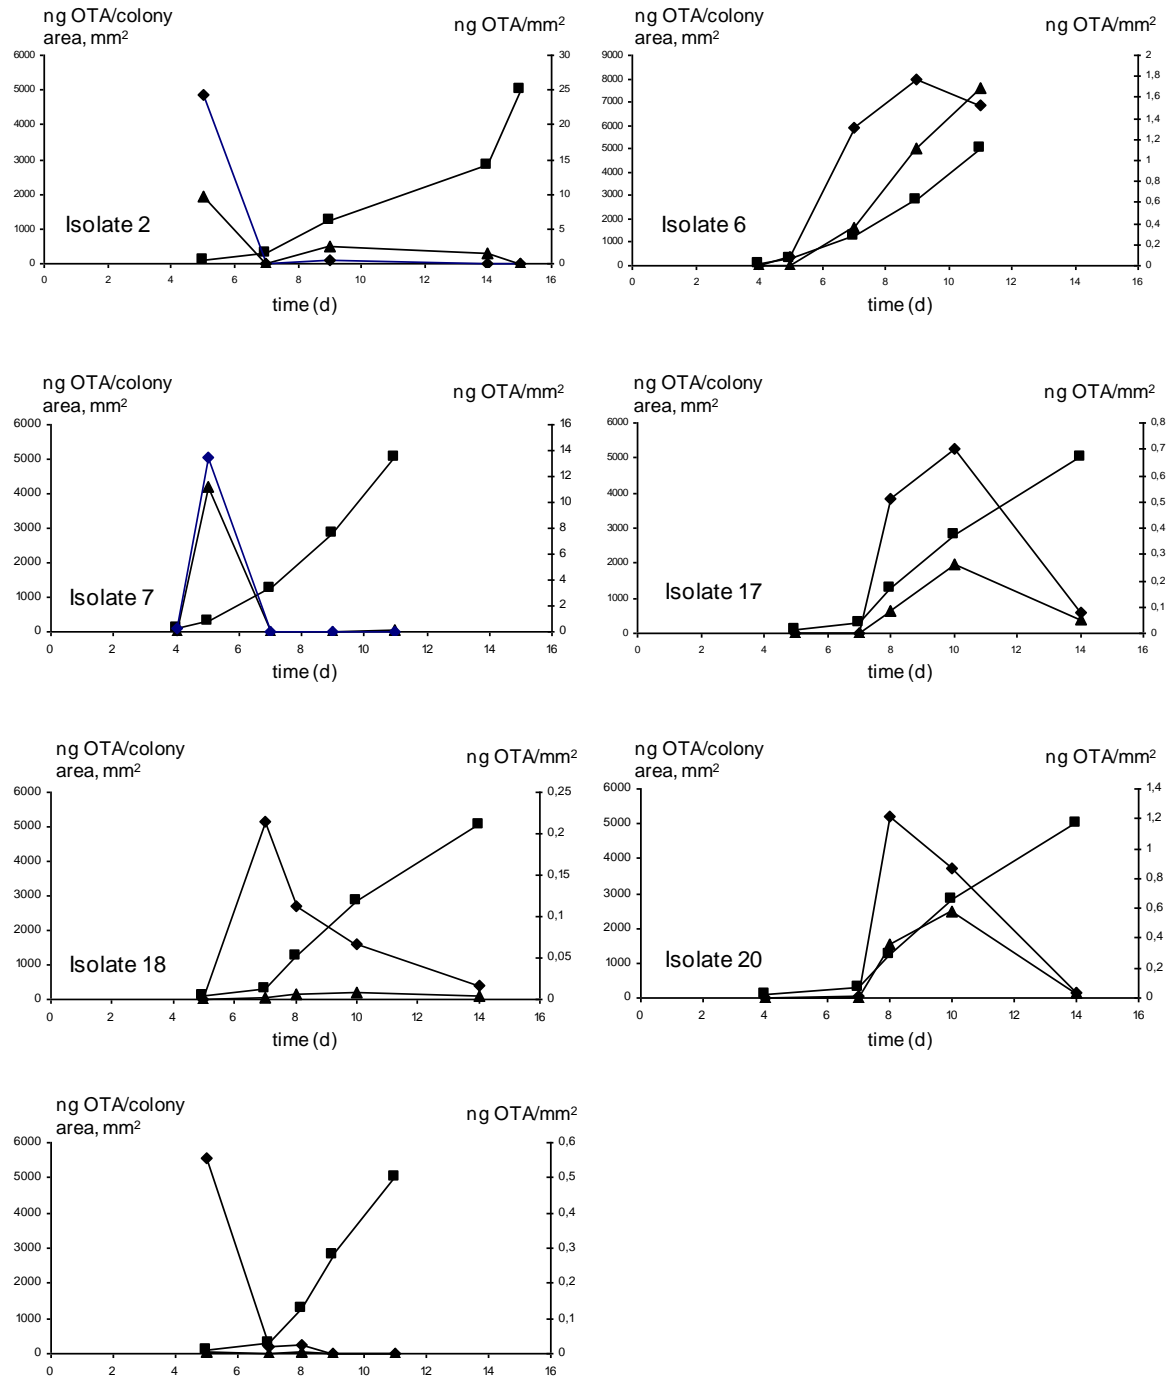 ng OTA/colony
area, mm²
ng OTA/mm²
6000
5000
4000
3000
2000
1000
0
30
25
20
15
10
5
0
Isolate 2
0 2 4 6 8 10 12 14 16
time (d)
ng OTA/colony
area, mm²
ng OTA/mm²
9000
8000
7000
6000
5000
4000
3000
2000
1000
0
2
1,8
1,6
1,4
1,2
1
0,8
0,6
0,4
0,2
0
Isolate 6
0 2 4 6 8 10 12 14 16
time (d)
ng OTA/colony
area, mm²
ng OTA/mm²
6000
5000
4000
3000
2000
1000
0
16
14
12
10
8
6
4
2
0
Isolate 7
0 2 4 6 8 10 12 14 16
time (d)
ng OTA/colony
area, mm²
ng OTA/mm²
6000
5000
4000
3000
2000
1000
0
0,8
0,7
0,6
0,5
0,4
0,3
0,2
0,1
0
Isolate 17
0 2 4 6 8 10 12 14 16
time (d)
ng OTA/colony
area, mm²
ng OTA/mm²
6000
5000
4000
3000
2000
1000
0
0,25
0,2
0,15
0,1
0,05
0
Isolate 18
0 2 4 6 8 10 12 14 16
time (d)
ng OTA/colony
area, mm²
ng OTA/mm²
6000
5000
4000
3000
2000
1000
0
1,4
1,2
1
0,8
0,6
0,4
0,2
0
Isolate 20
0 2 4 6 8 10 12 14 16
time (d)
ng OTA/colony
area, mm²
ng OTA/mm²
6000
5000
4000
3000
2000
1000
0
0,6
0,5
0,4
0,3
0,2
0,1
0
0 2 4 6 8 10 12 14 16